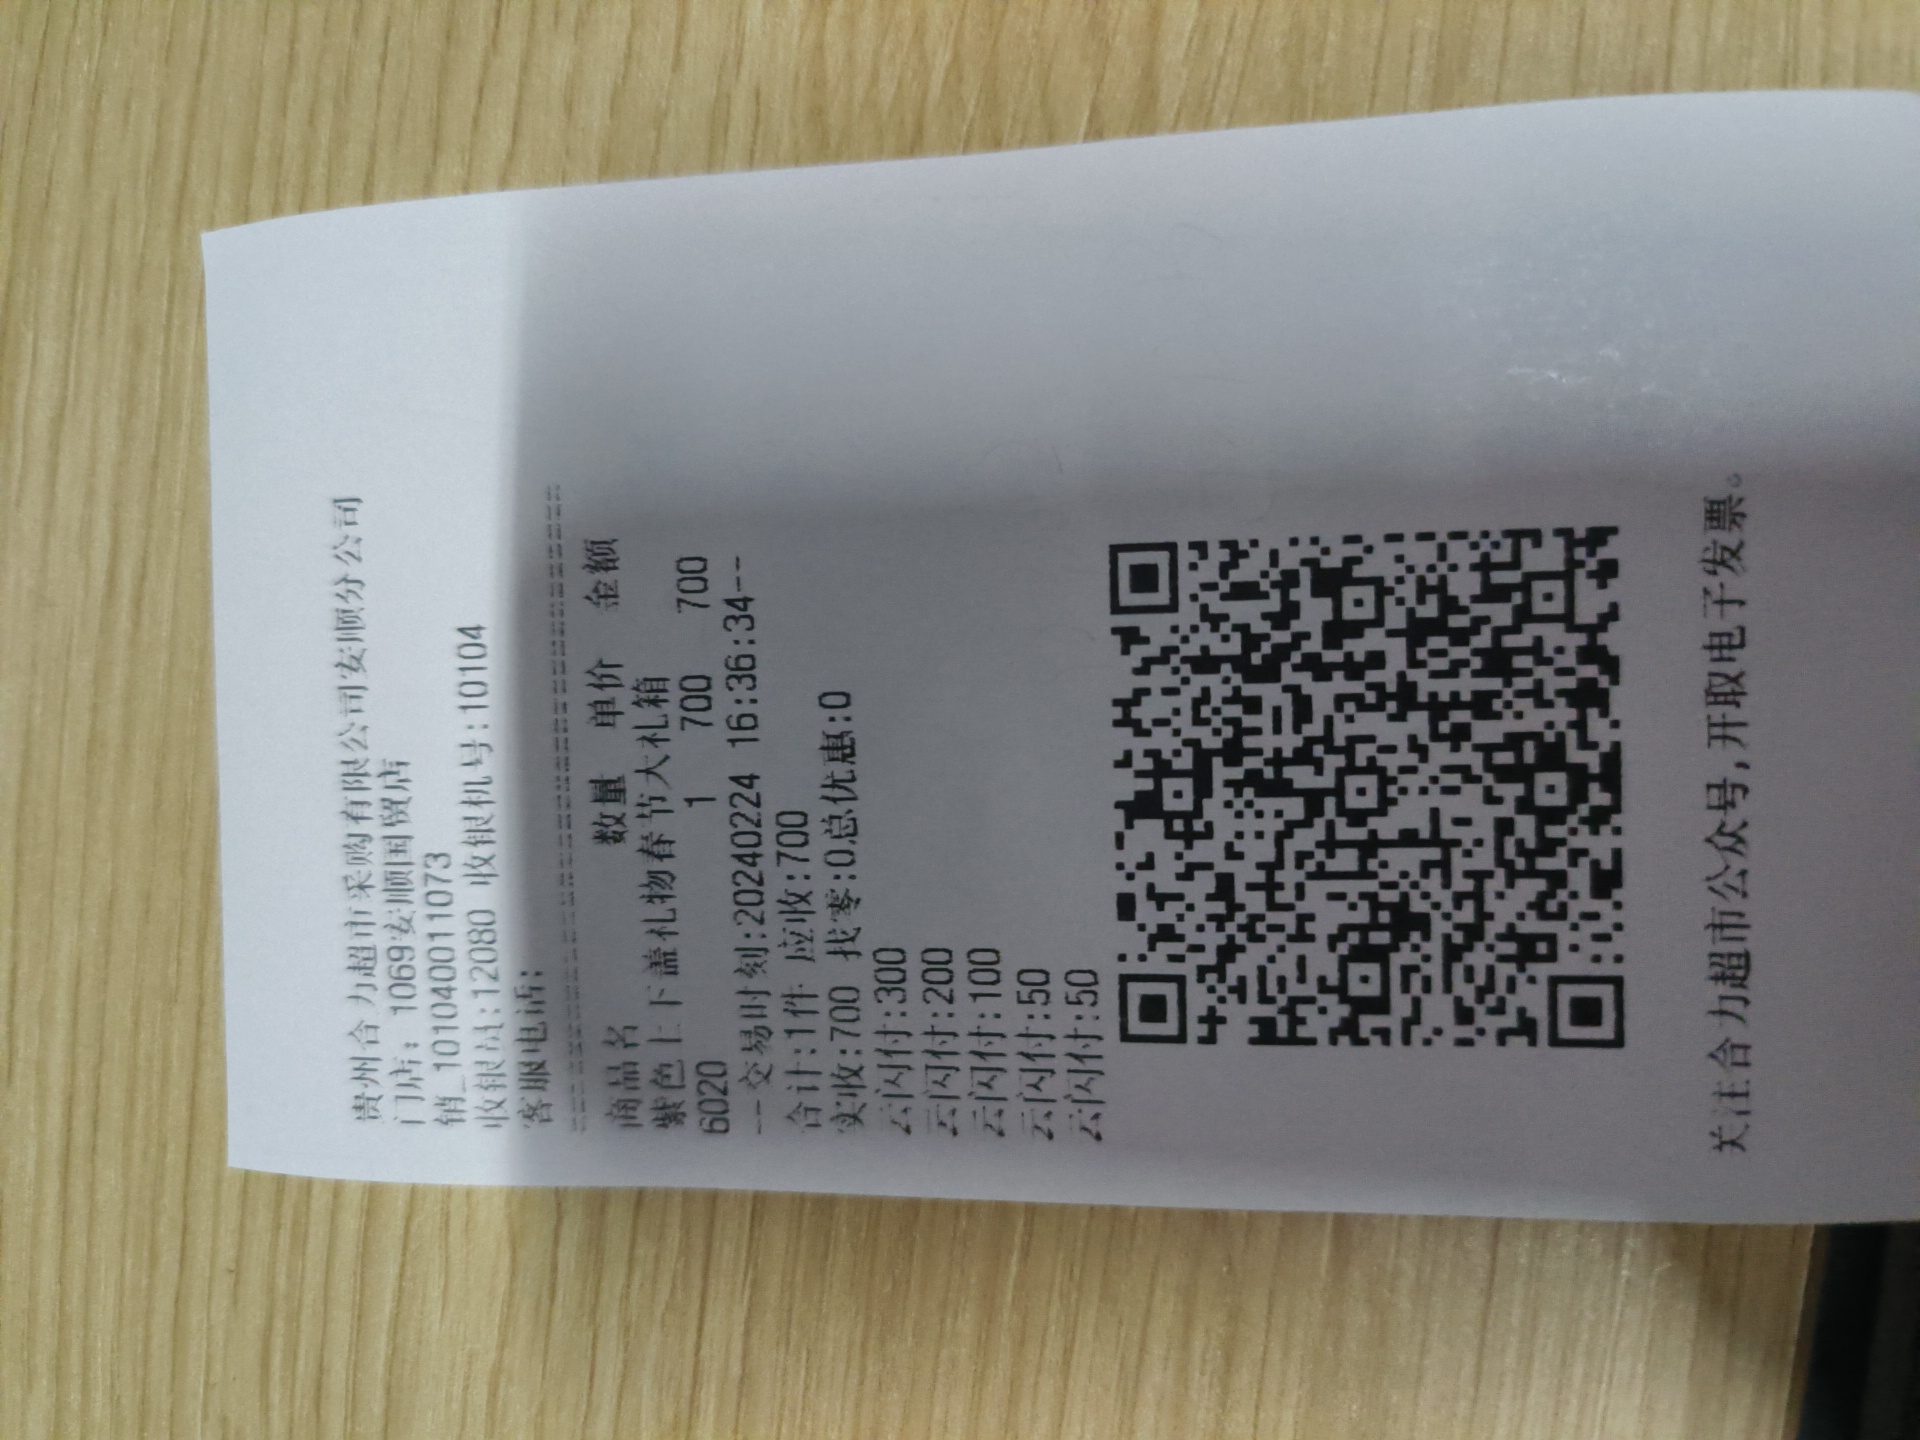 贵州合力超市采购有限公司安顺分公司
门店: 1069安顺国贸店
销_1010400110 73
收银员:12080 收银机号:10104
客服电话:
商品名 数量 单价 金额
紫色上下盖礼物春节大礼箱
6020 1 700 700
--交易时刻:20240224 16:36:34--
合计:1件 应收:700
实收:700 找零:0总优惠:0
云闪付:300
云闪付:200
云闪付:100
云闪付:50
云闪付:50
关注合力超市公众号,开取电子发票。